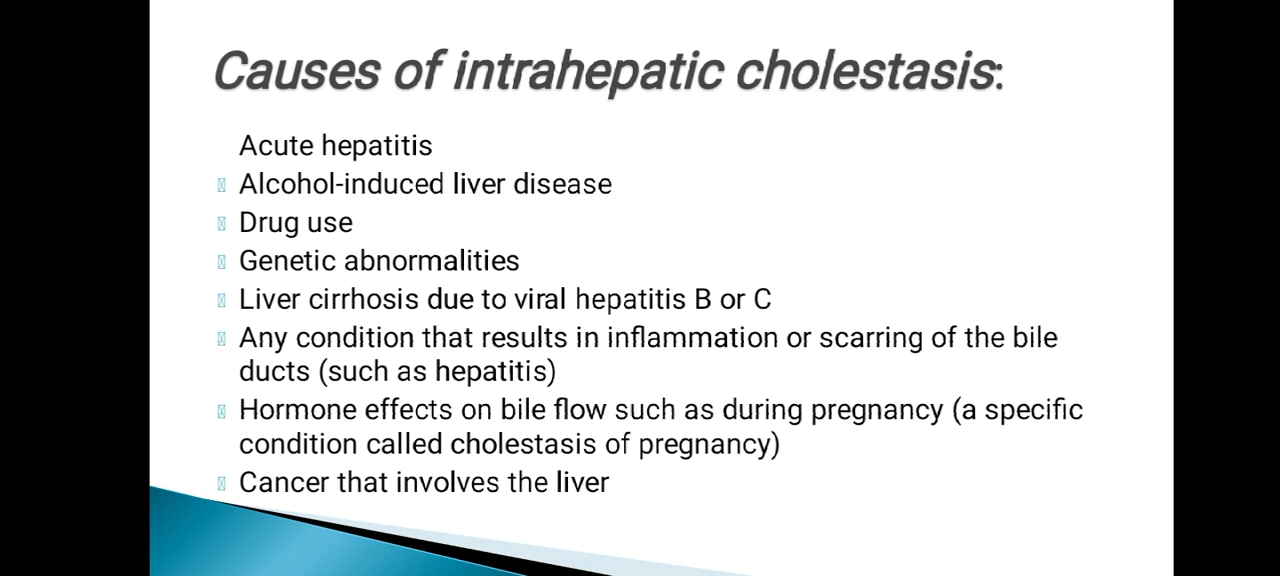 Causes of intrahepatic cholestasis:
Acute hepatitis
Alcohol-induced liver disease
Drug use
Genetic abnormalities
Liver cirrhosis due to viral hepatitis B or C
Any condition that results in inflammation or scarring of the bile
ducts (such as hepatitis)
Hormone effects on bile flow such as during pregnancy (a specific
condition called cholestasis of pregnancy)
Cancer that involves the liver